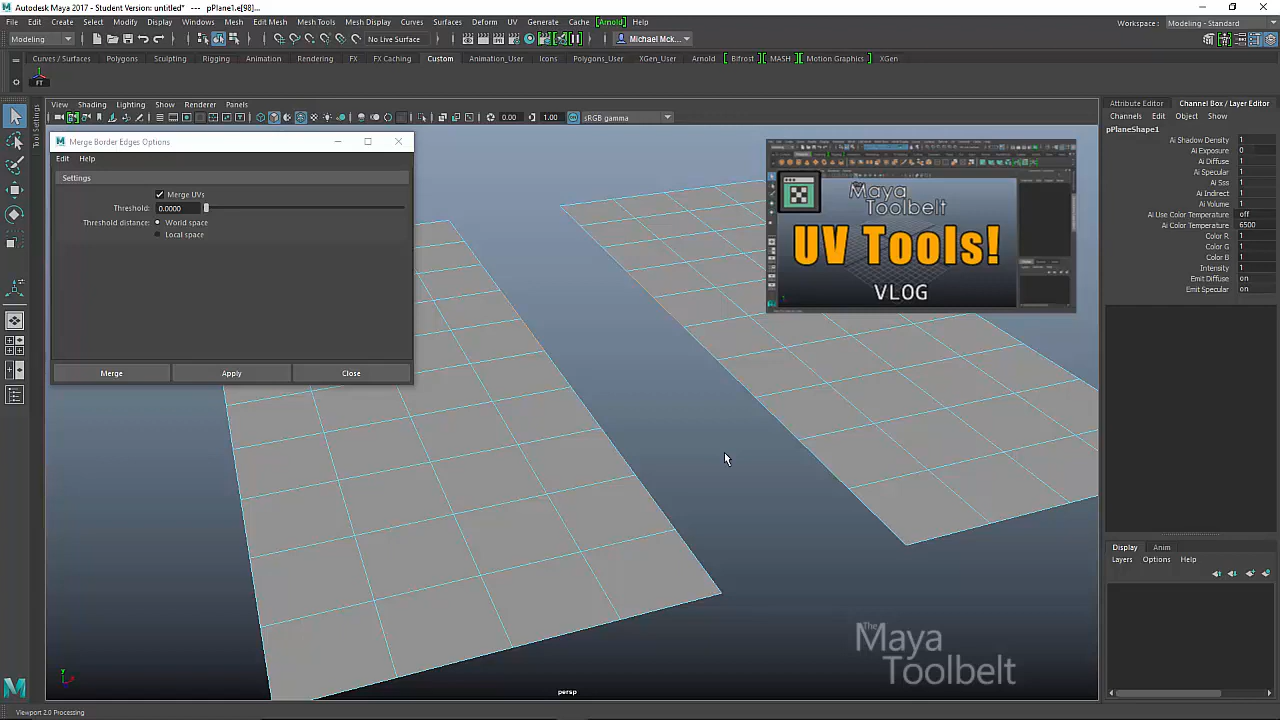 Autodesk Maya 2017 - Student Version: untitled* --- pPlane1.e[98]...
File Edit Create Select Modify Display Windows Mesh Edit Mesh Mesh Tools Mesh Display Curves Surfaces Deform UV Generate Cache [Arnold] Help
Workspace : Modeling - Standard
Modeling No Live Surface Michael Mck...
Curves / Surfaces Polygons Sculpting Rigging Animation Rendering FX FX Caching Custom Animation_User Icons Polygons_User XGen_User Arnold Bifrost MASH Motion Graphics XGen
FT
Tool Settings
View Shading Lighting Show Renderer Panels
0.00 1.00 sRGB gamma
Merge Border Edges Options
Edit Help
Settings
Merge UVs
Threshold: 0.0000
Threshold distance: World space
Local space
Merge Apply Close
Maya
Toolbelt
UV Tools!
VLOG
Attribute Editor Channel Box / Layer Editor
Channels Edit Object Show
pPlaneShape1
Ai Shadow Density 1
Ai Exposure 0
Ai Diffuse 1
Ai Specular 1
Ai Sss 1
Ai Indirect 1
Ai Volume 1
Ai Use Color Temperature off
Ai Color Temperature 6500
Color R 1
Color G 1
Color B 1
Intensity 1
Emit Diffuse on
Emit Specular on
Display Anim
Layers Options Help
The
Maya
Toolbelt
persp
Viewport 2.0 Processing